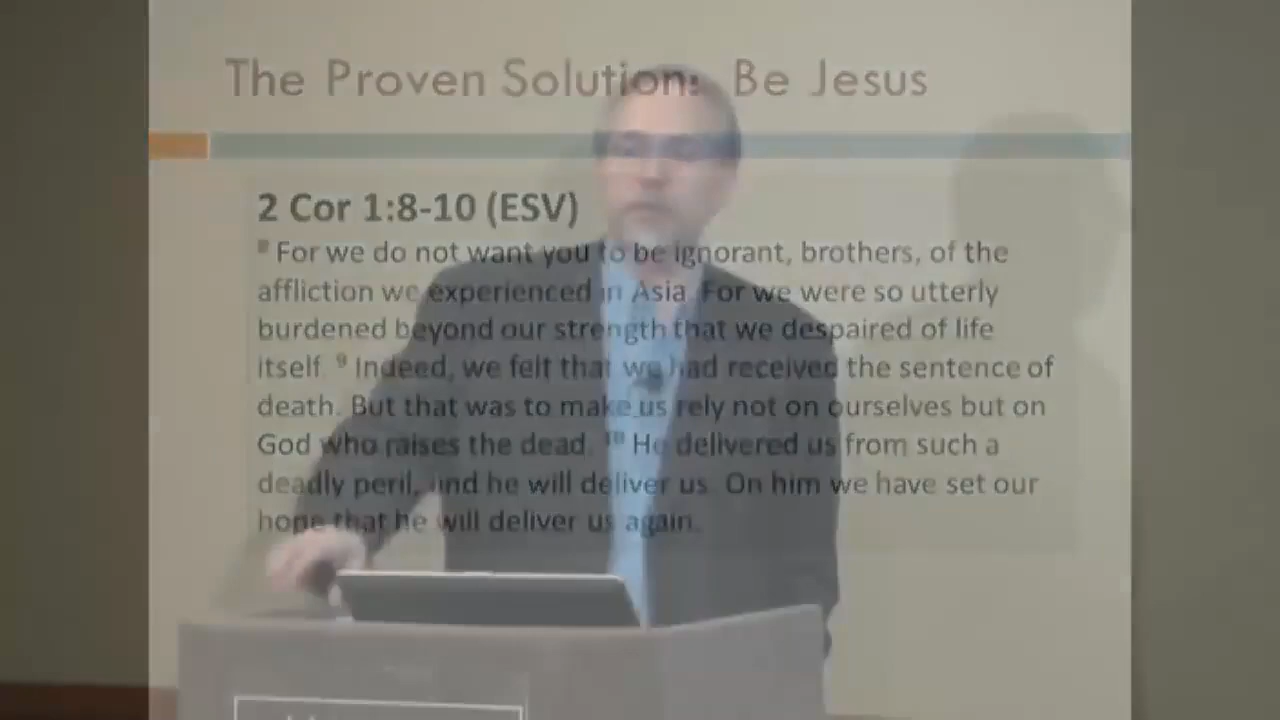 The Proven Solution: Be Jesus
2 Cor 1:8-10 (ESV)
8 For we do not want you to be ignorant, brothers, of the
affliction we experienced in Asia. For we were so utterly
burdened beyond our strength that we despaired of life
itself. 9 Indeed, we felt that we had received the sentence of
death. But that was to make us rely not on ourselves but on
God who raises the dead. 10 He delivered us from such a
deadly peril, and he will deliver us. On him we have set our
hope that he will deliver us again.